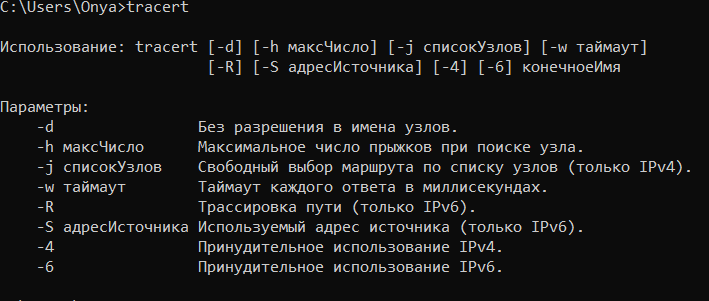 C:\Users\Onya>tracert
Использование: tracert [-d] [-h максЧисло] [-j списокУзлов] [-w таймаут]
[-R] [-S адресИсточника] [-4] [-6] конечноеИмя
Параметры:
-d Без разрешения в имена узлов.
-h максЧисло Максимальное число прыжков при поиске узла.
-j списокУзлов Свободный выбор маршрута по списку узлов (только IPv4).
-w таймаут Таймаут каждого ответа в миллисекундах.
-R Трассировка пути (только IPv6).
-S адресИсточника Используемый адрес источника (только IPv6).
-4 Принудительное использование IPv4.
-6 Принудительное использование IPv6.